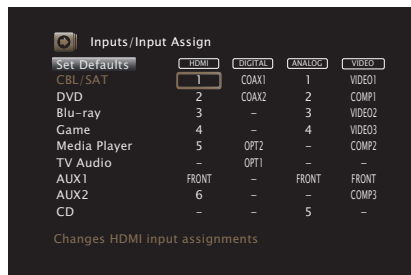 Inputs/Input Assign
Set Defaults HDMI DIGITAL ANALOG VIDEO
CBL/SAT 1 COAX1 1 VIDEO1
DVD 2 COAX2 2 COMP1
Blu-ray 3 – 3 VIDEO2
Game 4 – 4 VIDEO3
Media Player 5 OPT2 – COMP2
TV Audio – OPT1 – –
AUX1 FRONT – FRONT FRONT
AUX2 6 – – COMP3
CD – – 5 –
Changes HDMI input assignments